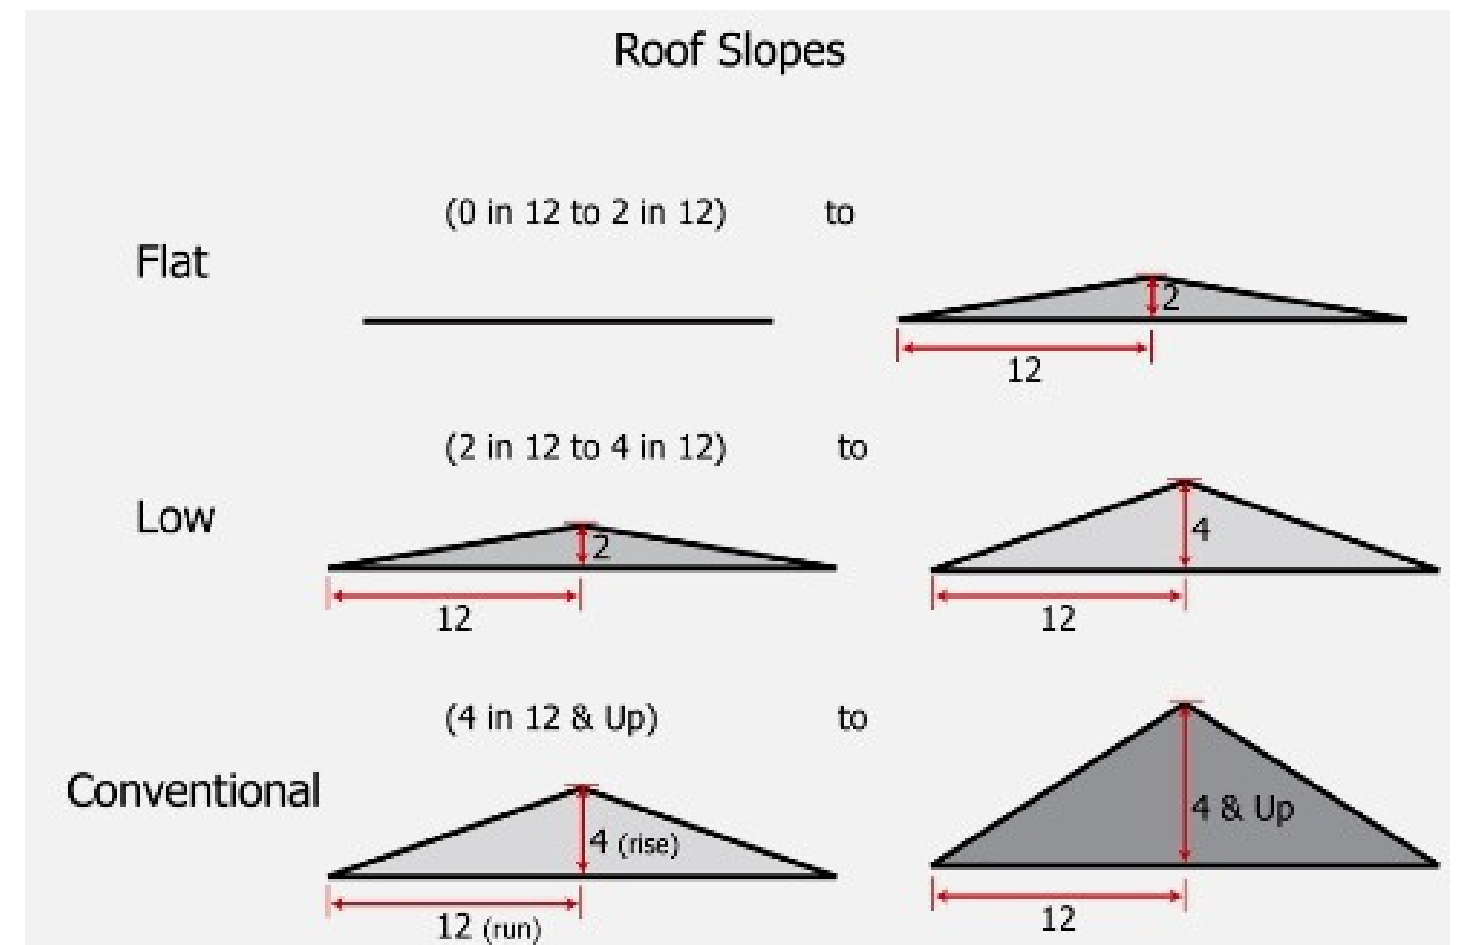 Roof Slopes
(0 in 12 to 2 in 12) to
Flat
2
12
(2 in 12 to 4 in 12) to
Low
2
4
12
12
(4 in 12 & Up) to
Conventional
4 (rise)
4 & Up
12 (run)
12